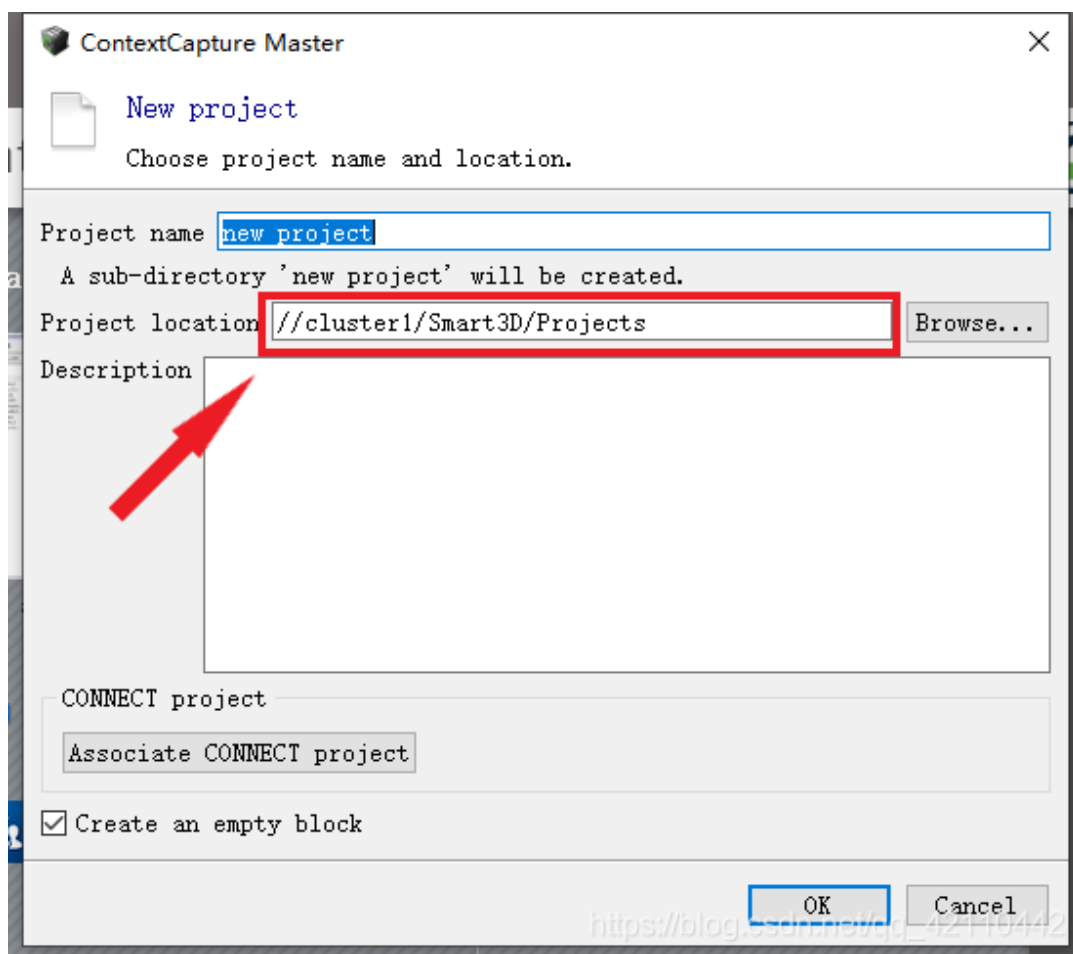 ContextCapture Master
New project
Choose project name and location.
Project name new project
A sub-directory 'new project' will be created.
Project location //cluster1/Smart3D/Projects Browse...
Description
CONNECT project
Associate CONNECT project
Create an empty block
OK Cancel
https://blog.csdn.net/qq_42110442